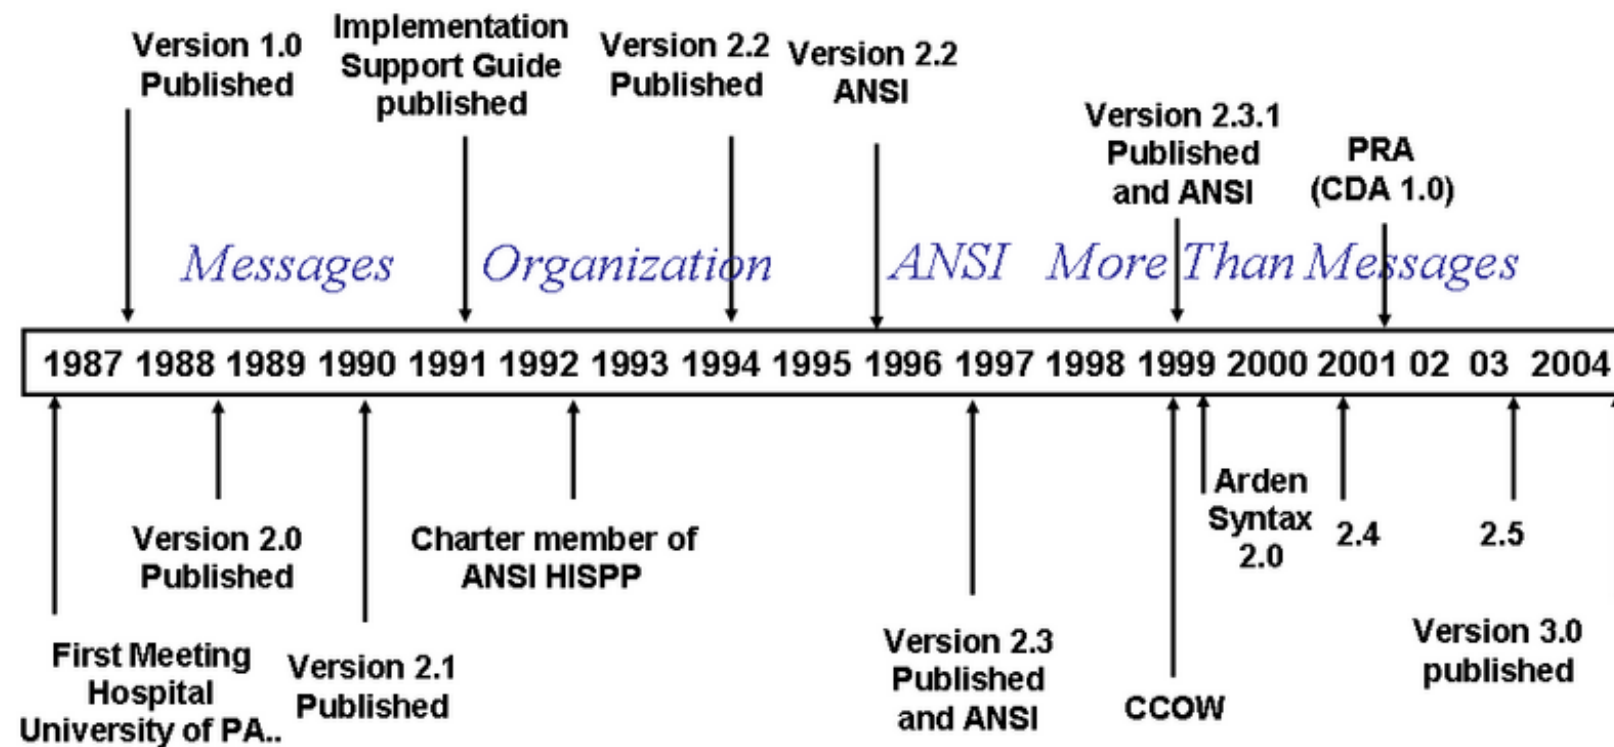 Version 1.0
Published
Implementation
Support Guide
published
Version 2.2
Published
Version 2.2
ANSI
Version 2.3.1
Published
and ANSI
PRA
(CDA 1.0)
Messages Organization ANSI More Than Messages
1987 1988 1989 1990 1991 1992 1993 1994 1995 1996 1997 1998 1999 2000 2001 02 03 2004
First Meeting
Hospital
University of PA..
Version 2.0
Published
Version 2.1
Published
Charter member of
ANSI HISPP
Version 2.3
Published
and ANSI
CCOW
Arden
Syntax
2.0
2.4
2.5
Version 3.0
published